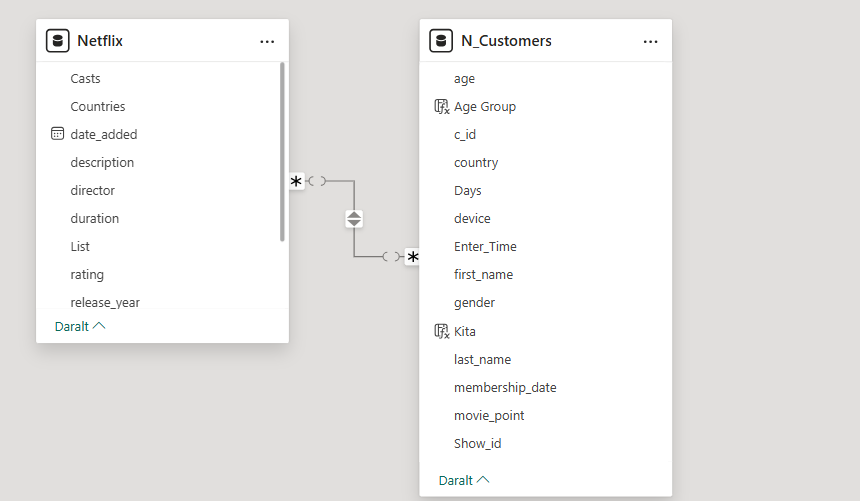 Netflix
Casts
Countries
date_added
description
director
duration
List
rating
release_year
Daralt
N_Customers
age
Age Group
c_id
country
Days
device
Enter_Time
first_name
gender
Kita
last_name
membership_date
movie_point
Show_id
Daralt